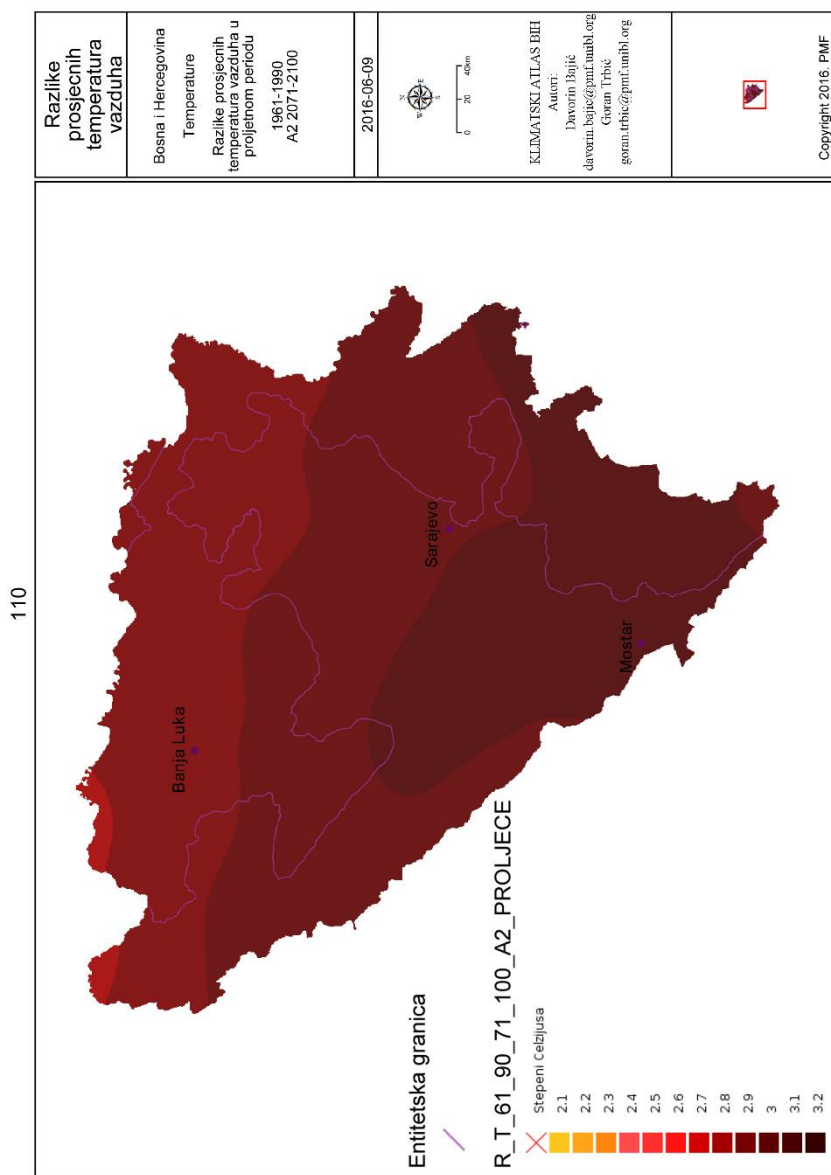 110
Banja Luka
Sarajevo
Mostar
Entitetska granica
R_T_61_90_71_100_A2_PROLJECE
Stepeni Celzijusa
2.1
2.2
2.3
2.4
2.5
2.6
2.7
2.8
2.9
3
3.1
3.2
Razlike
prosjecnih
temperatura
vazduha
Bosna i Hercegovina
Temperature
Razlike prosjecnih
temperatura vazduha u
proljetnom periodu
1961-1990
A2 2071-2100
2016-06-09
N
W
E
S
0 20 40km
KLIMATSKI ATLAS BIH
Autori:
Davorin Bajić
davorin.bajic@pmf.unibl.org
Goran Trbić
goran.trbic@pmf.unibl.org
Copyright 2016. PMF